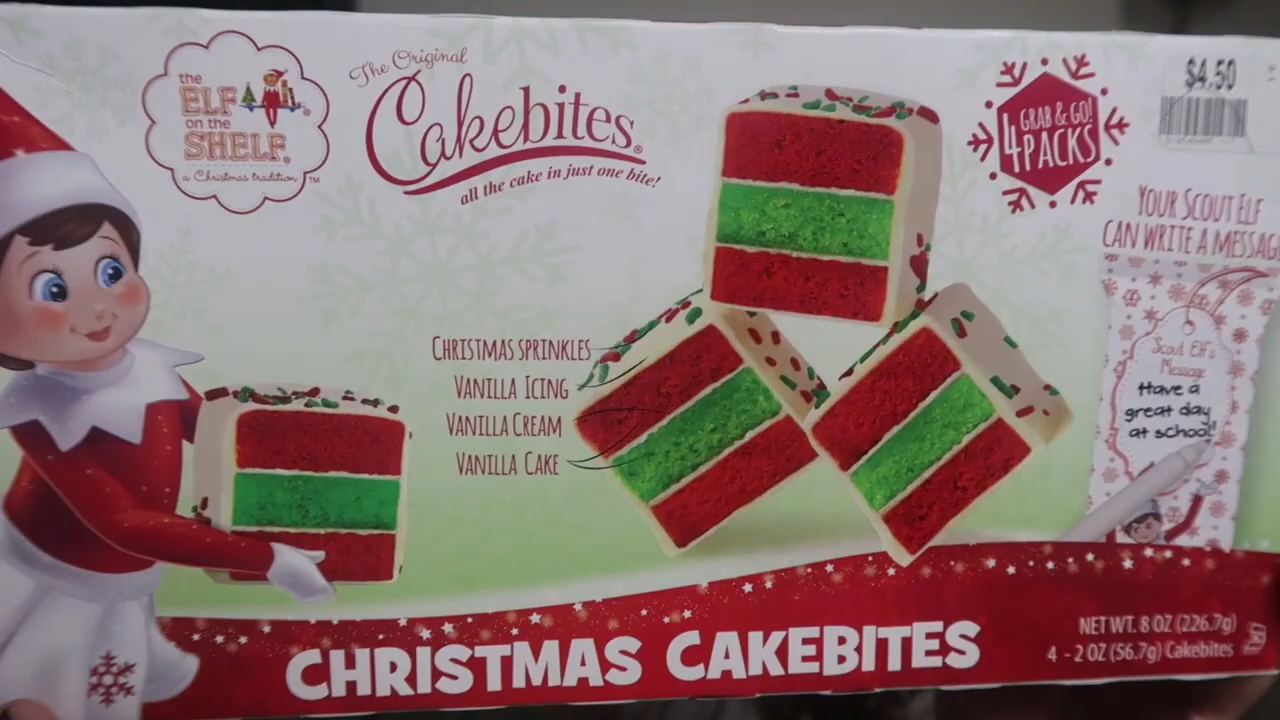 the
ELF
on the
SHELF®
a Christmas tradition™
The Original
Cakebites®
all the cake in just one bite!
4 GRAB & GO!
PACKS
$4.50
YOUR SCOUT ELF
CAN WRITE A MESSAG
Scout Elf's
Message
Have a
great day
at school!
CHRISTMAS SPRINKLES
VANILLA ICING
VANILLA CREAM
VANILLA CAKE
CHRISTMAS CAKEBITES
NET WT. 8 OZ (226.7g)
4 - 2 OZ (56.7g) Cakebites